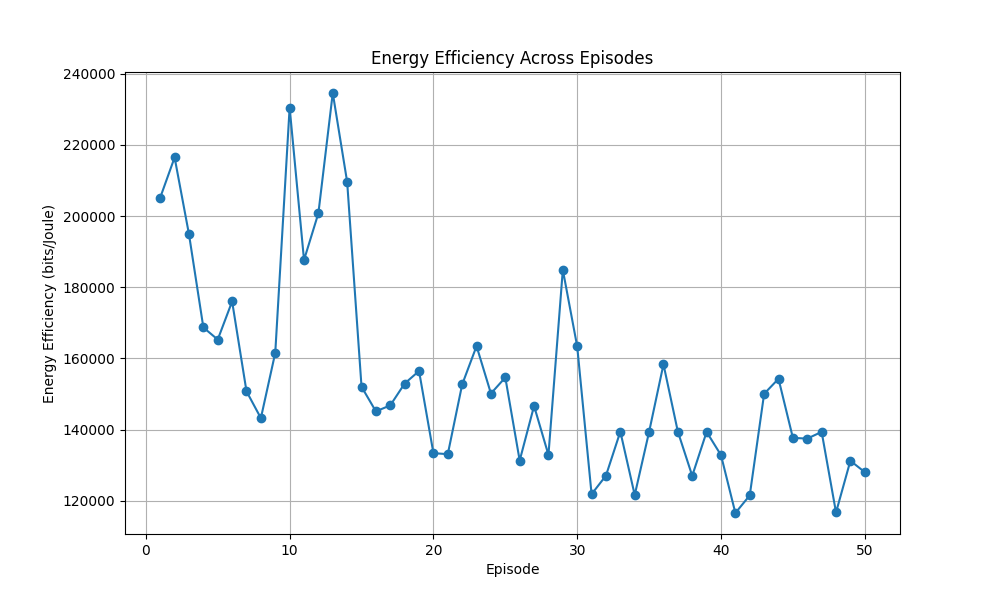 Energy Efficiency Across Episodes
Energy Efficiency (bits/Joule)
240000
220000
200000
180000
160000
140000
120000
0 10 20 30 40 50
Episode